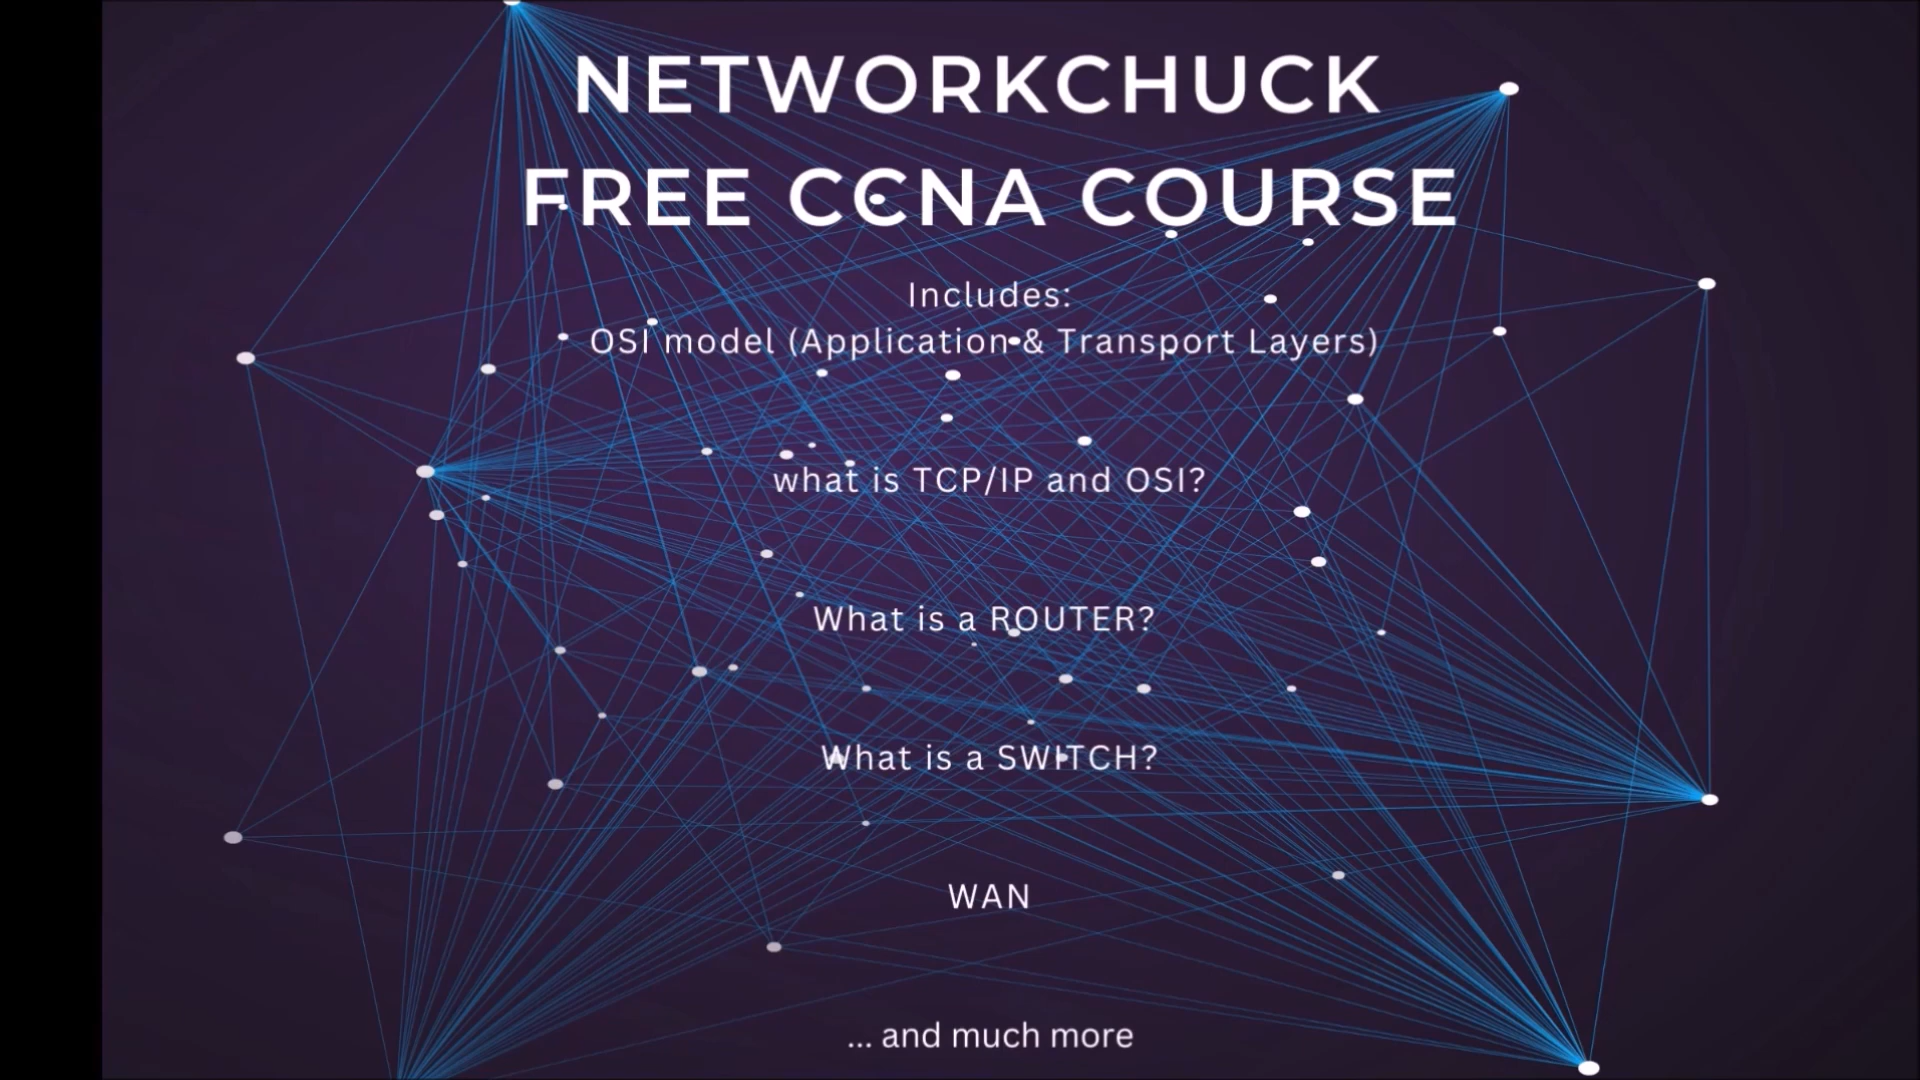 NETWORKCHUCK
FREE CCNA COURSE
Includes:
OSI model (Application & Transport Layers)
what is TCP/IP and OSI?
What is a ROUTER?
What is a SWITCH?
WAN
... and much more